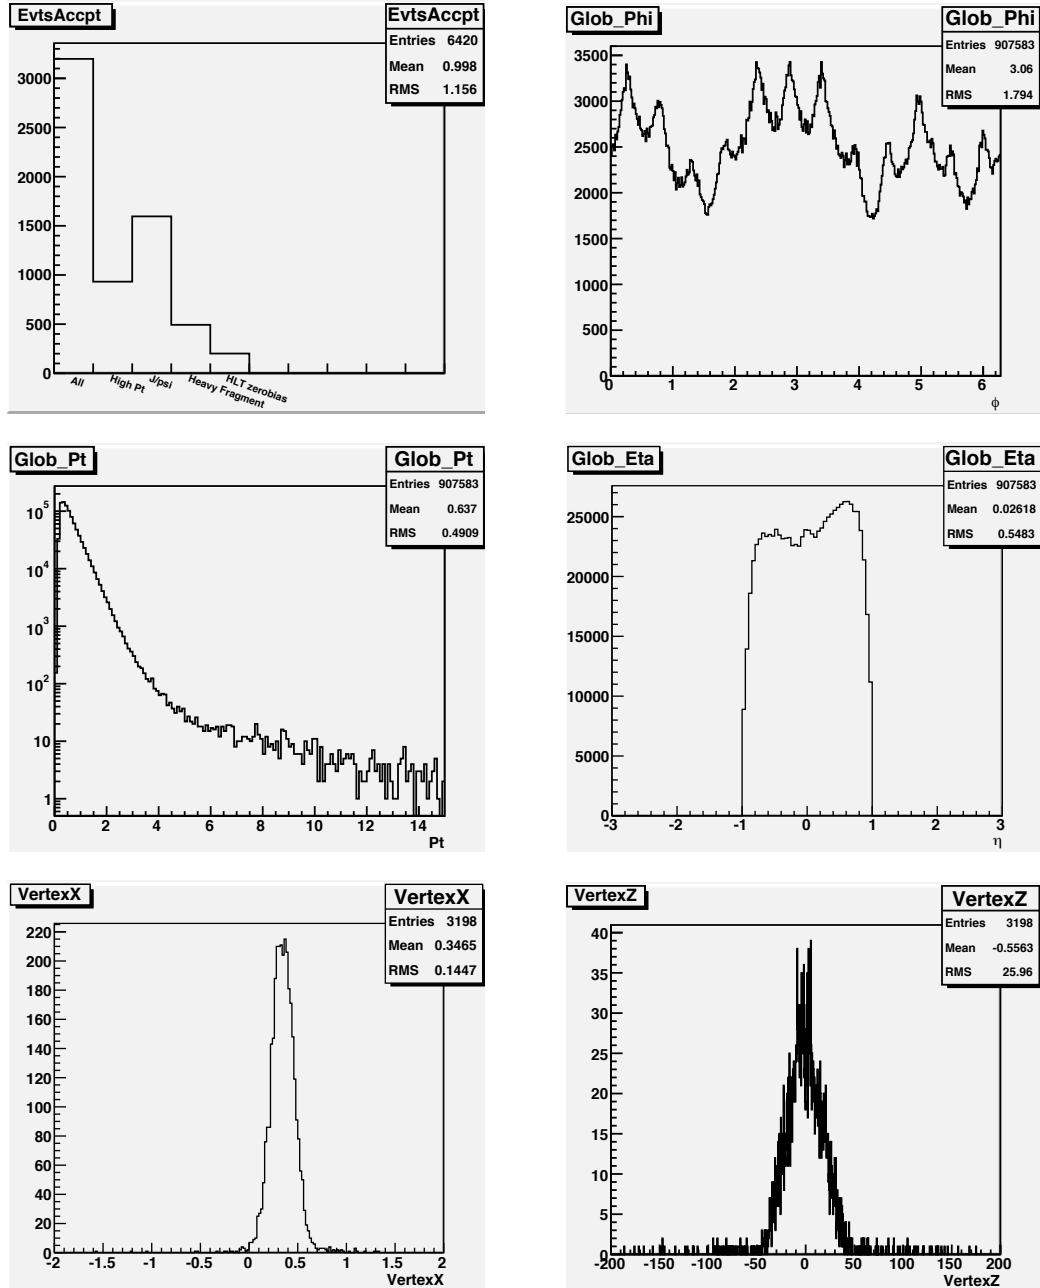 EvtsAccpt
EvtsAccpt
Entries 6420
Mean 0.998
RMS 1.156
3000
2500
2000
1500
1000
500
0
All
High Pt
J/psi
Heavy Fragment
HLT zerobias
Glob_Phi
Glob_Phi
Entries 907583
Mean 3.06
RMS 1.794
3500
3000
2500
2000
1500
1000
500
0
0 1 2 3 4 5 6
ϕ
Glob_Pt
Glob_Pt
Entries 907583
Mean 0.637
RMS 0.4909
10^5
10^4
10^3
10^2
10
1
0 2 4 6 8 10 12 14
Pt
Glob_Eta
Glob_Eta
Entries 907583
Mean 0.02618
RMS 0.5483
25000
20000
15000
10000
5000
0
-3 -2 -1 0 1 2 3
η
VertexX
VertexX
Entries 3198
Mean 0.3465
RMS 0.1447
220
200
180
160
140
120
100
80
60
40
20
0
-2 -1.5 -1 -0.5 0 0.5 1 1.5 2
VertexX
VertexZ
VertexZ
Entries 3198
Mean -0.5563
RMS 25.96
40
35
30
25
20
15
10
5
0
-200 -150 -100 -50 0 50 100 150 200
VertexZ